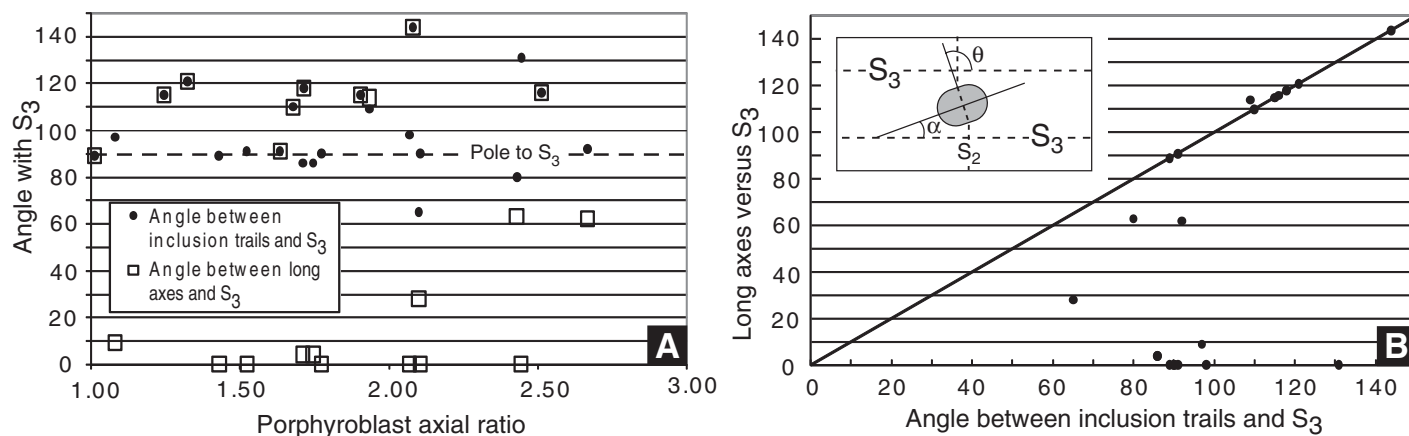 140
120
100
80
60
40
20
0
Angle with S3
Pole to S3
Angle between
inclusion trails and S3
Angle between long
axes and S3
A
1.00 1.50 2.00 2.50 3.00
Porphyroblast axial ratio
140
120
100
80
60
40
20
0
Long axes versus S3
S3
θ
α
S2
S3
B
0 20 40 60 80 100 120 140
Angle between inclusion trails and S3